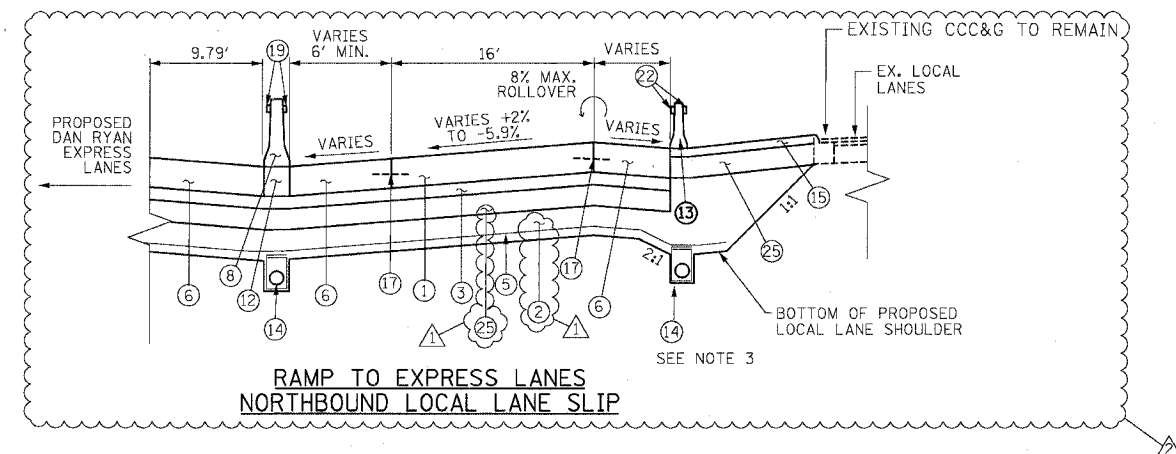 VARIES
6' MIN.
9.79'
19
16'
VARIES
22
8% MAX.
ROLLOVER
EXISTING CCC&G TO REMAIN
EX. LOCAL
LANES
PROPOSED
DAN RYAN
EXPRESS
LANES
VARIES
VARIES +2%
TO -5.9%
VARIES
13
15
1:1
25
2:1
6
8
12
14
6
17
1
3
25
5
2
17
6
14
1
1
BOTTOM OF PROPOSED
LOCAL LANE SHOULDER
SEE NOTE 3
RAMP TO EXPRESS LANES
NORTHBOUND LOCAL LANE SLIP
2